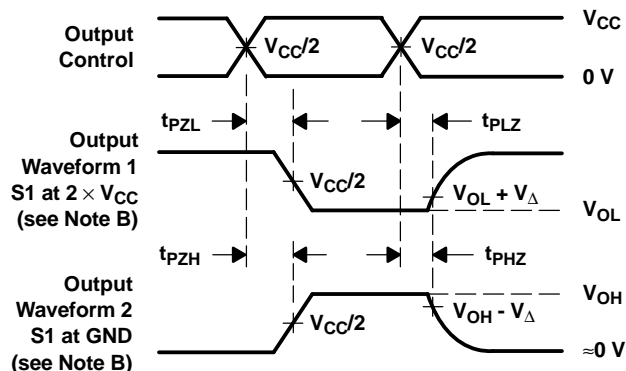 Output
Control
V_CC/2
V_CC/2
V_CC
0 V
t_PZL
t_PLZ
Output
Waveform 1
S1 at 2 × V_CC
(see Note B)
V_CC/2
V_OL + V_Δ
V_OL
t_PZH
t_PHZ
Output
Waveform 2
S1 at GND
(see Note B)
V_CC/2
V_OH - V_Δ
V_OH
≈0 V